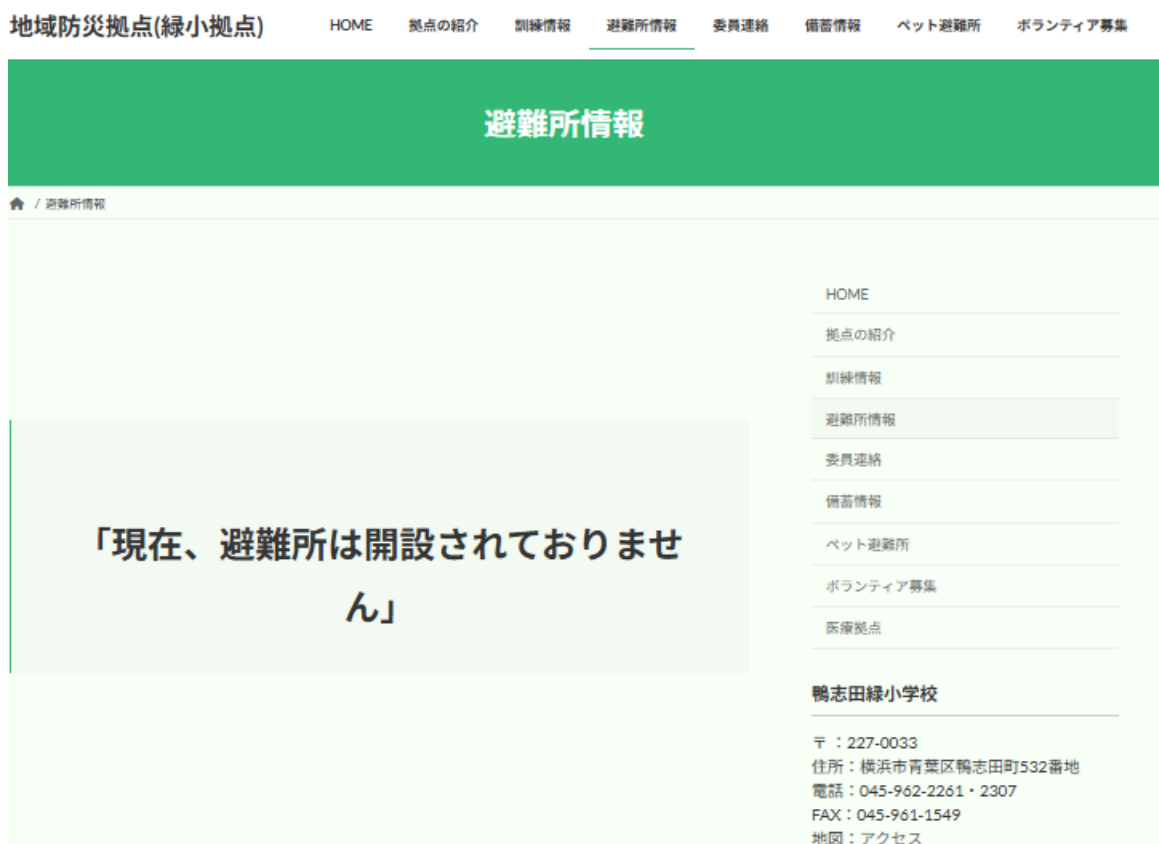 地域防災拠点(緑小拠点)
HOME 拠点の紹介 訓練情報 避難所情報 委員連絡 備蓄情報 ペット避難所 ボランティア募集
避難所情報
/ 避難所情報
「現在、避難所は開設されておりませ
ん」
HOME
拠点の紹介
訓練情報
避難所情報
委員連絡
備蓄情報
ペット避難所
ボランティア募集
医療拠点
鴨志田緑小学校
〒：227-0033
住所：横浜市青葉区鴨志田町532番地
電話：045-962-2261・2307
FAX：045-961-1549
地図：アクセス